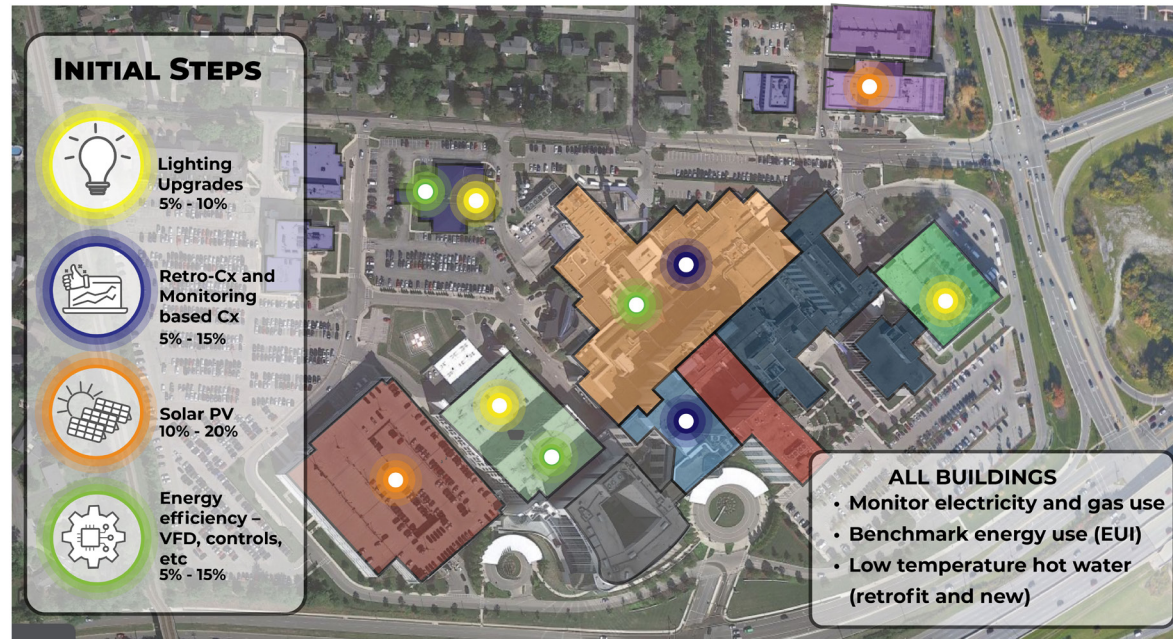 INITIAL STEPS
Lighting
Upgrades
5% - 10%
Retro-Cx and
Monitoring
based Cx
5% - 15%
Solar PV
10% - 20%
Energy
efficiency –
VFD, controls,
etc
5% - 15%
ALL BUILDINGS
• Monitor electricity and gas use
• Benchmark energy use (EUI)
• Low temperature hot water
(retrofit and new)